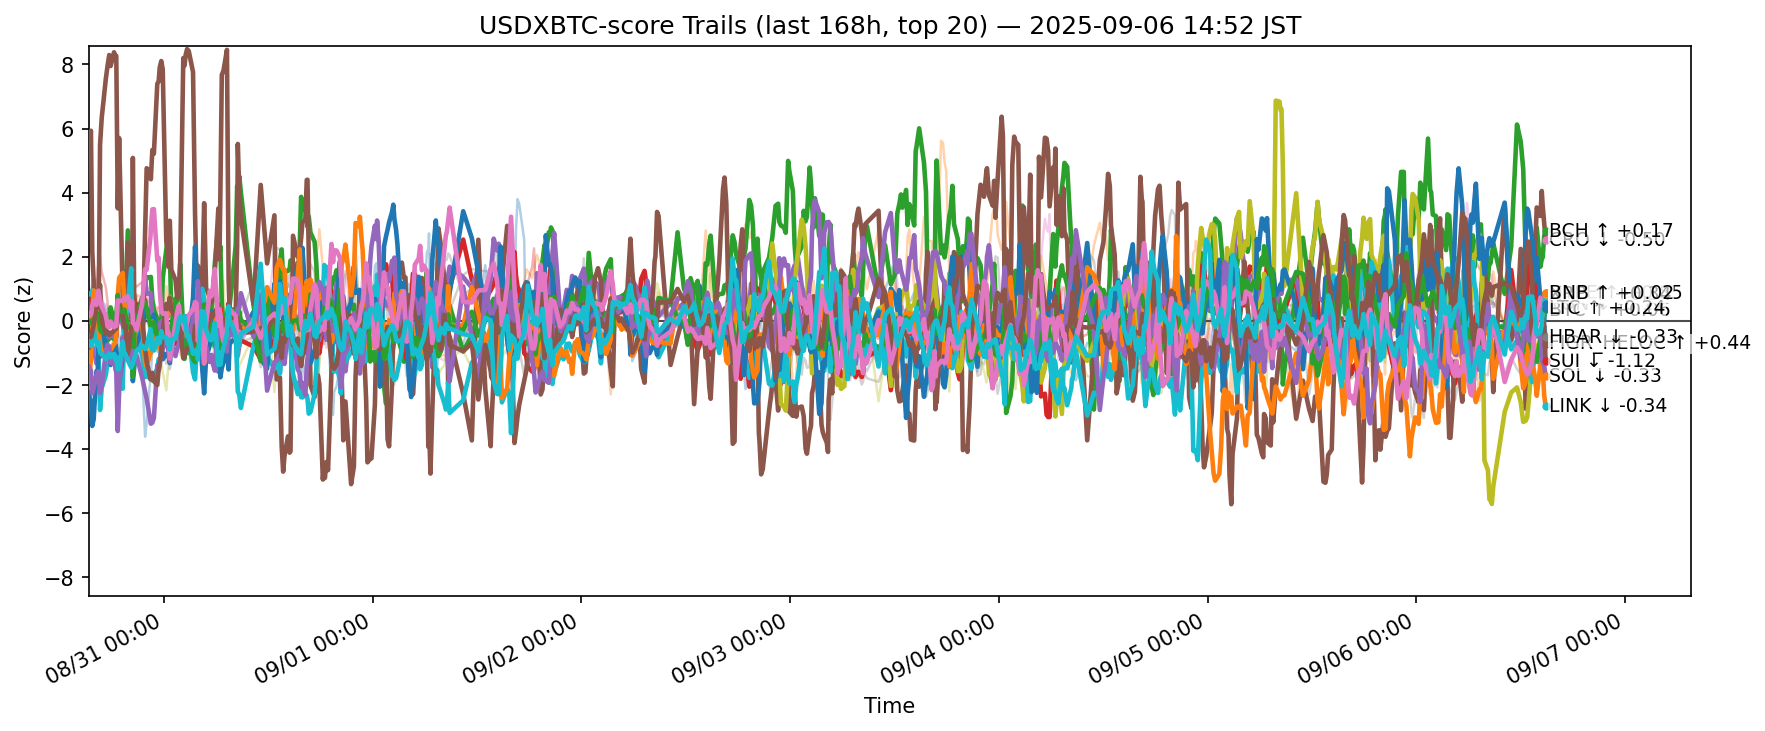 USDXBTC-score Trails (last 168h, top 20) — 2025-09-06 14:52 JST
Score (z)
8
6
4
2
0
−2
−4
−6
−8
BCH ↑ +0.17
CRO ↓ -0.50
BNB ↑ +0.02
LTC ↑ +0.24
HBAR ↓ -0.33
↑ +0.44
SUI ↓ -1.12
SOL ↓ -0.33
LINK ↓ -0.34
08/31 00:00
09/01 00:00
09/02 00:00
09/03 00:00
09/04 00:00
09/05 00:00
09/06 00:00
09/07 00:00
Time